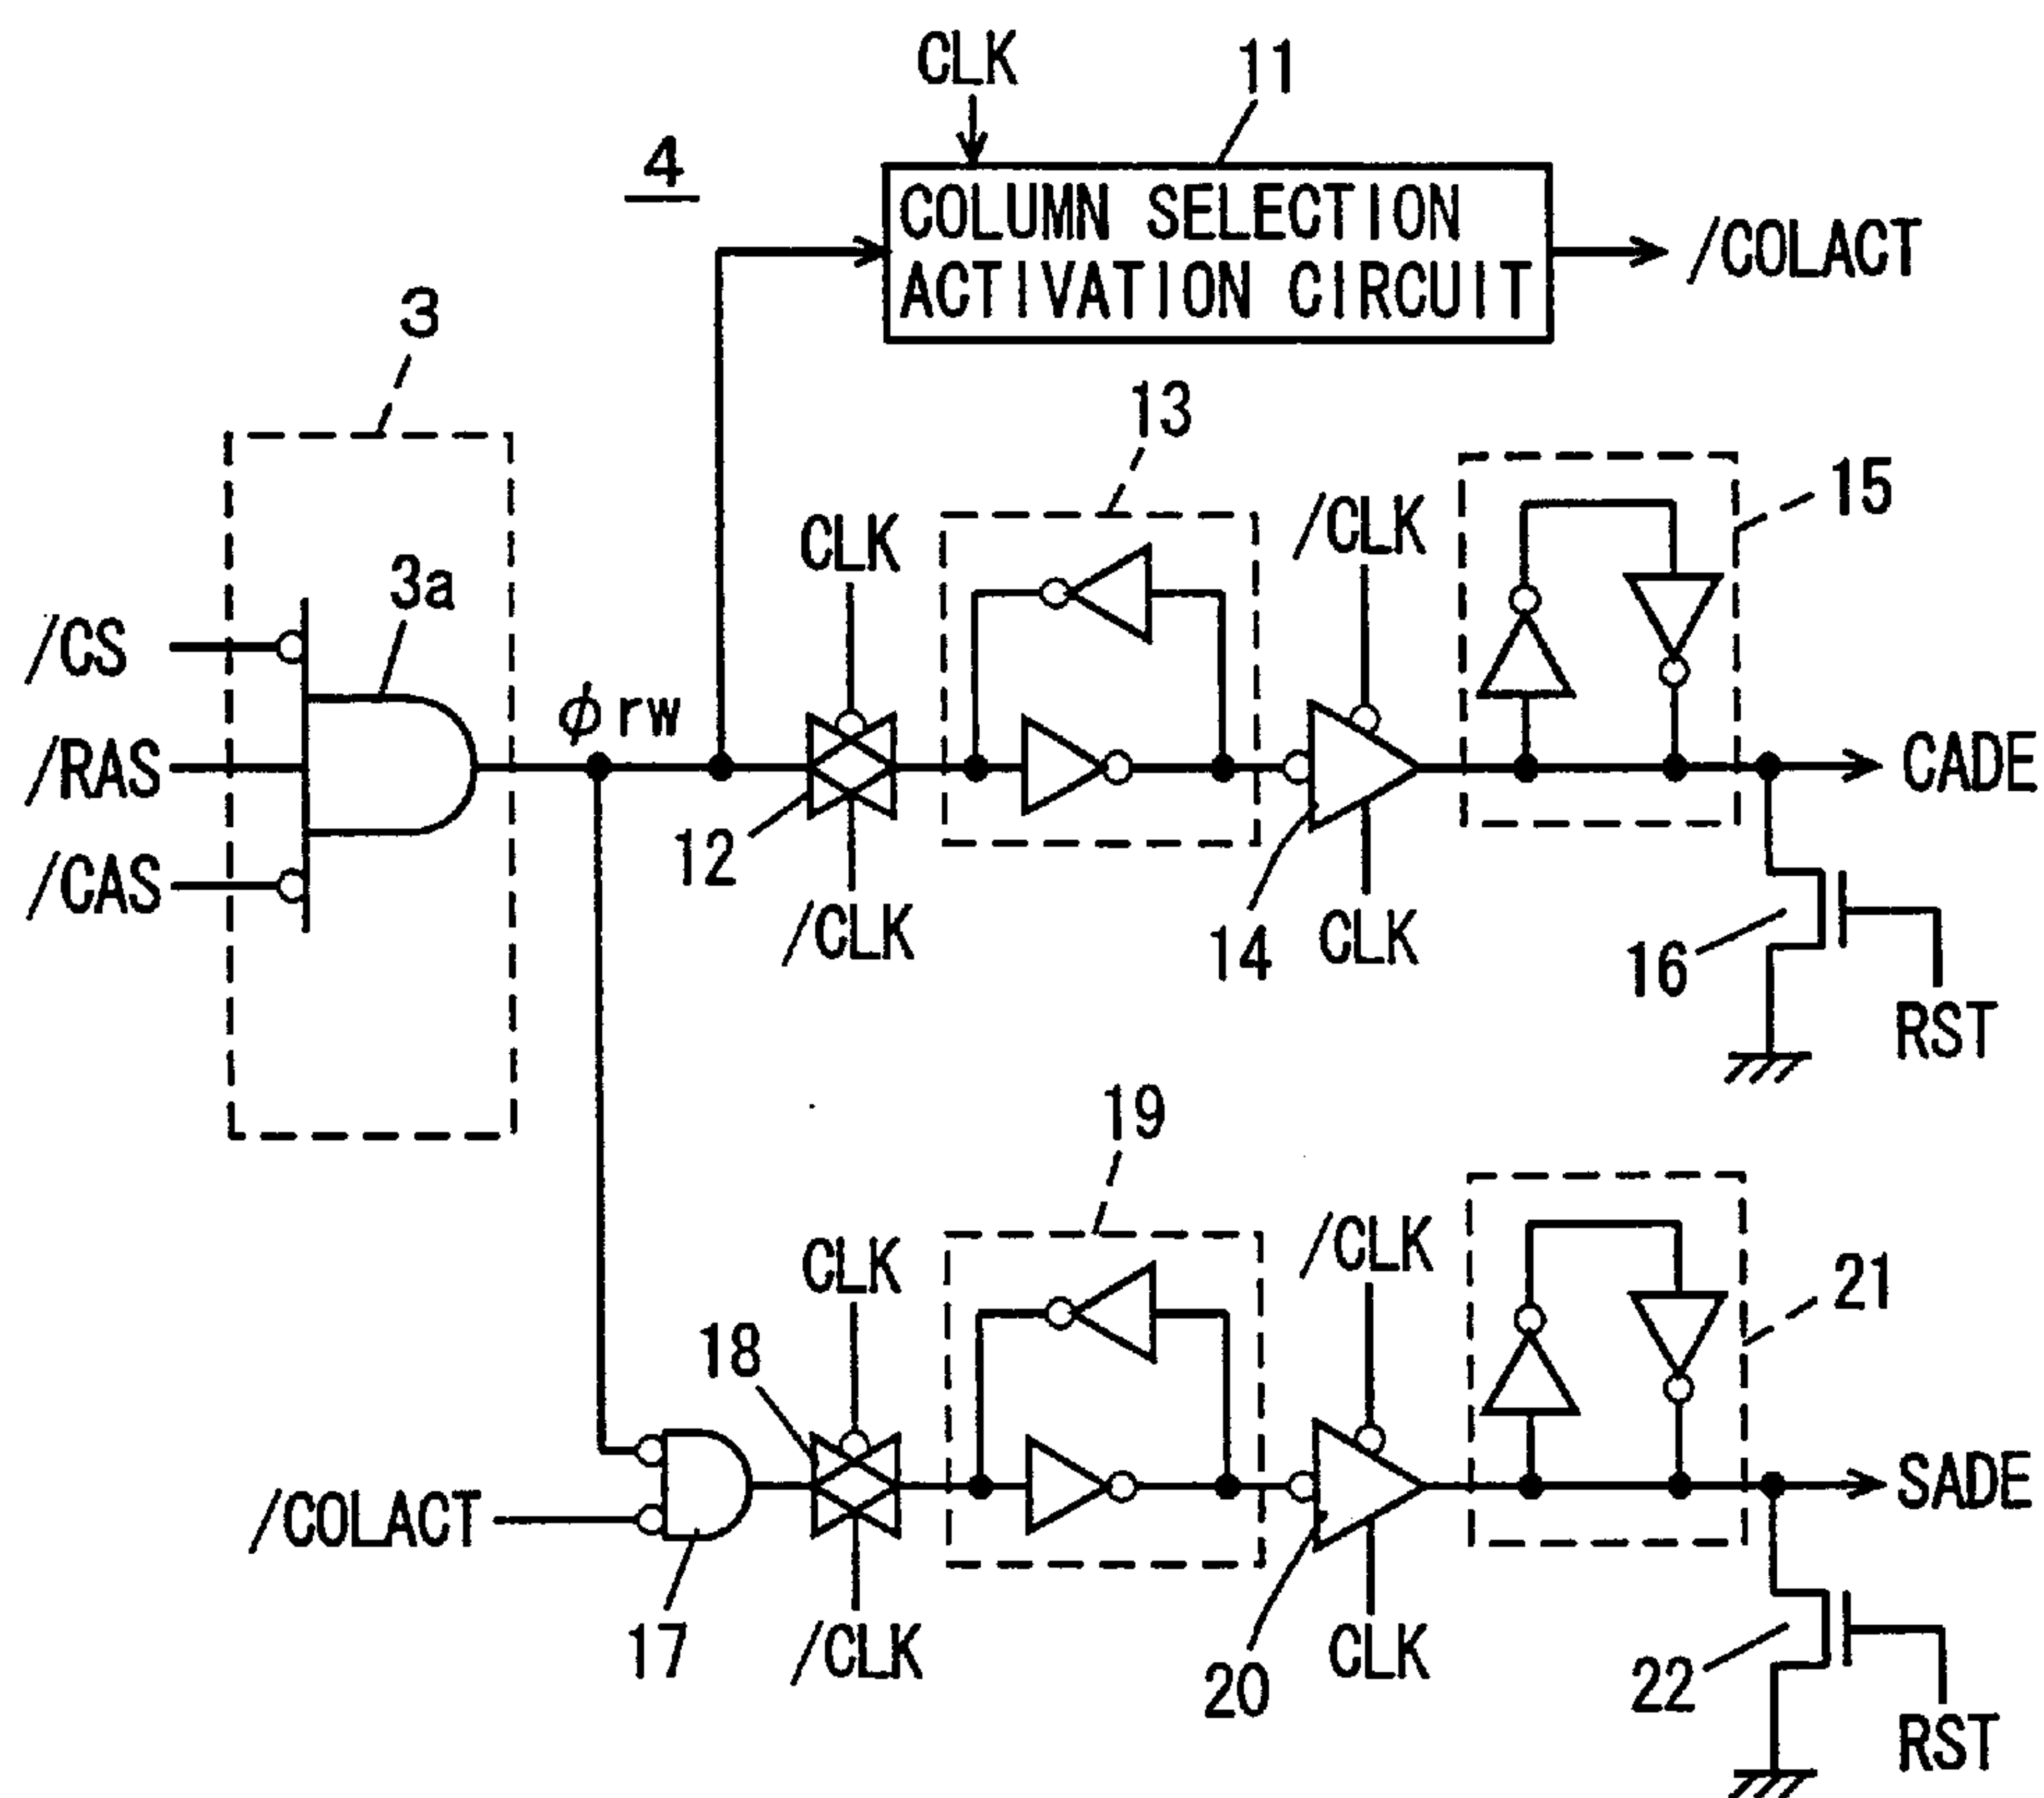 CLK
11
4
COLUMN SELECTION
ACTIVATION CIRCUIT
/COLACT
3
13
15
CLK
/CLK
3a
/CS
φrw
/RAS
CADE
12
/CAS
/CLK
14
CLK
16
RST
19
CLK
/CLK
21
18
SADE
/COLACT
17
/CLK
20
CLK
22
RST